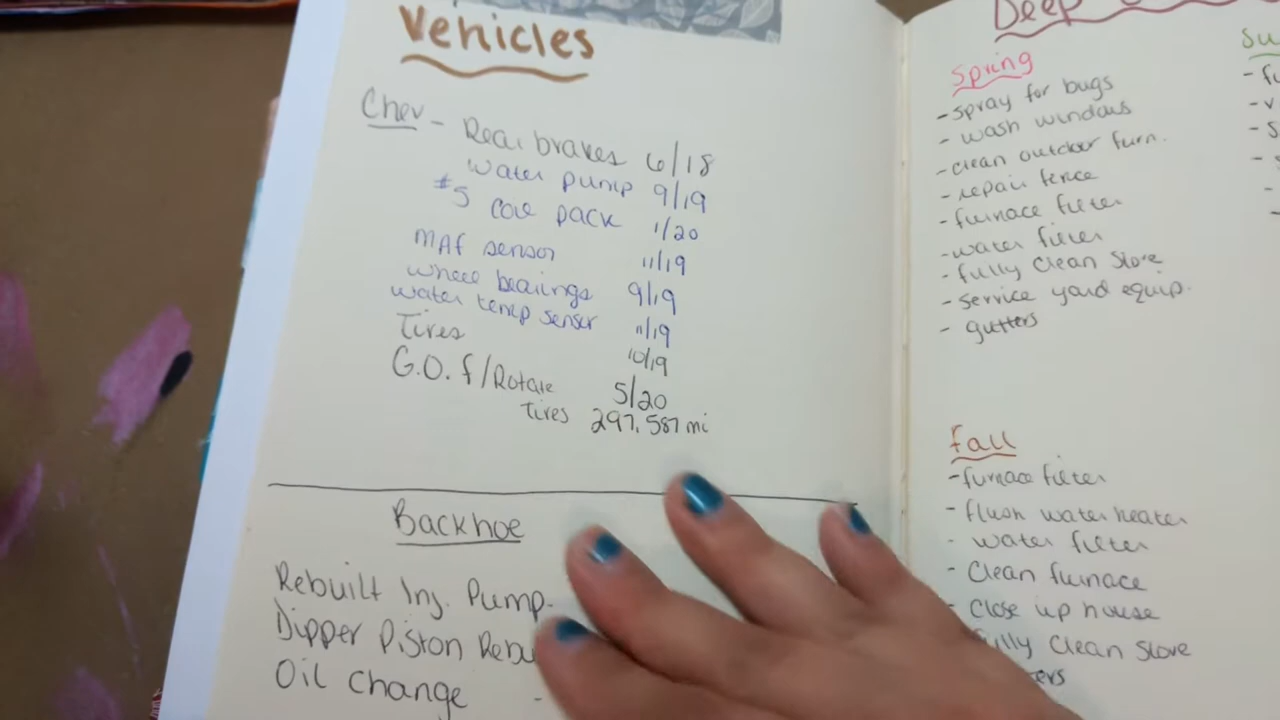 Vehicles
Chev - Rear brakes 6/18
water pump 9/19
#5 coil pack 1/20
MAF sensor 11/19
wheel bearings 9/19
water temp sensor 11/19
Tires 10/19
G.O. f/Rotate 5/20
tires 297,587 mi
Backhoe
Rebuilt Inj. Pump-
Dipper Piston
Oil Change -
Deep
Spring
- spray for bugs
- wash windows
- clean outdoor furn.
- repair fence
- furnace filter
- water filter
- fully clean stove
- service yard equip.
- gutters
Fall
- furnace filter
- flush water heater
- water filter
- Clean furnace
- Close up house
Clean Stove